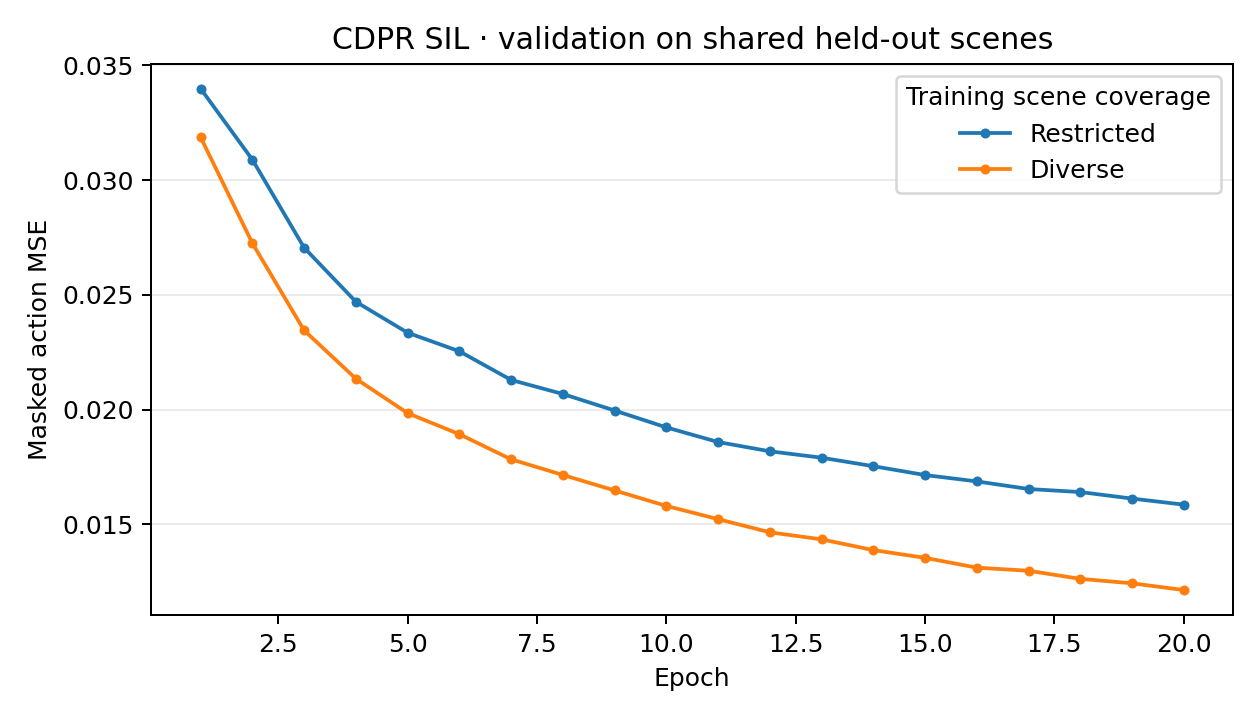 CDPR SIL · validation on shared held-out scenes
0.035
0.030
0.025
0.020
0.015
Masked action MSE
Training scene coverage
Restricted
Diverse
2.5 5.0 7.5 10.0 12.5 15.0 17.5 20.0
Epoch